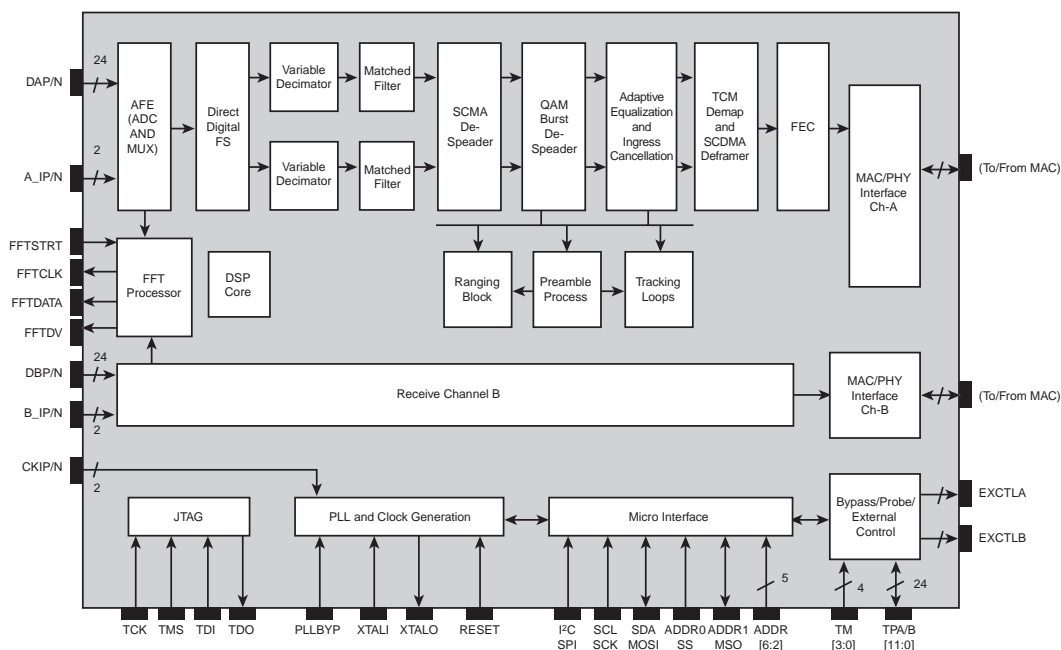 24
DAP/N
2
A_IP/N
AFE
(ADC
AND
MUX)
Direct
Digital
FS
Variable
Decimator
Matched
Filter
Variable
Decimator
Matched
Filter
SCMA
De-
Speader
QAM
Burst
De-
Speader
Adaptive
Equalization
and
Ingress
Cancellation
TCM
Demap
and
SCDMA
Deframer
FEC
MAC/PHY
Interface
Ch-A
(To/From MAC)
FFTSTRT
FFTCLK
FFTDATA
FFTDV
FFT
Processor
DSP
Core
Ranging
Block
Preamble
Process
Tracking
Loops
24
DBP/N
B_IP/N
2
Receive Channel B
MAC/PHY
Interface
Ch-B
(To/From MAC)
CKIP/N
2
JTAG
PLL and Clock Generation
Micro Interface
Bypass/Probe/
External
Control
EXCTLA
EXCTLB
5
4
24
TCK
TMS
TDI
TDO
PLLBYP
XTALI
XTALO
RESET
I²C
SPI
SCL
SCK
SDA
MOSI
ADDR0
SS
ADDR1
MSO
ADDR
[6:2]
TM
[3:0]
TPA/B
[11:0]